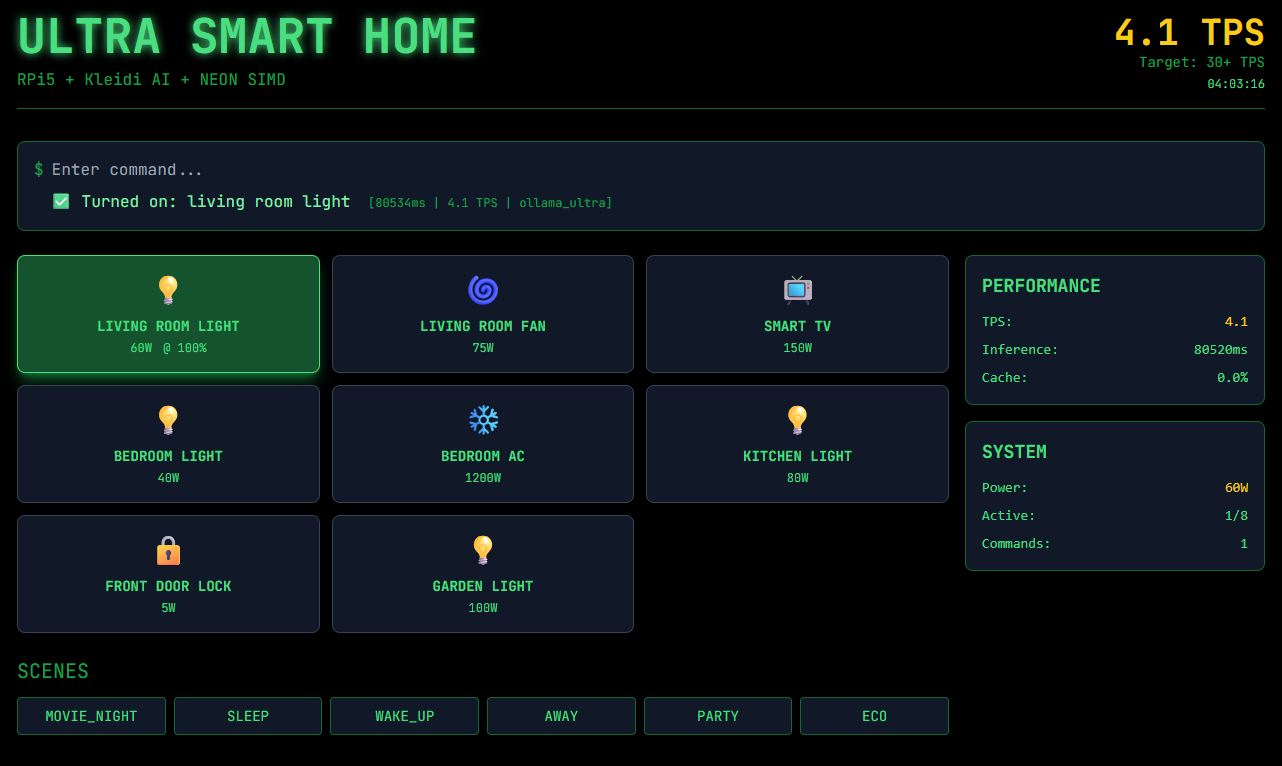 ULTRA SMART HOME
RPi5 + Kleidi AI + NEON SIMD
4.1 TPS
Target: 30+ TPS
04:03:16
$ Enter command...
✅ Turned on: living room light [80534ms | 4.1 TPS | ollama_ultra]
LIVING ROOM LIGHT
60W @ 100%
LIVING ROOM FAN
75W
SMART TV
150W
BEDROOM LIGHT
40W
BEDROOM AC
1200W
KITCHEN LIGHT
80W
FRONT DOOR LOCK
5W
GARDEN LIGHT
100W
PERFORMANCE
TPS: 4.1
Inference: 80520ms
Cache: 0.0%
SYSTEM
Power: 60W
Active: 1/8
Commands: 1
SCENES
MOVIE_NIGHT
SLEEP
WAKE_UP
AWAY
PARTY
ECO